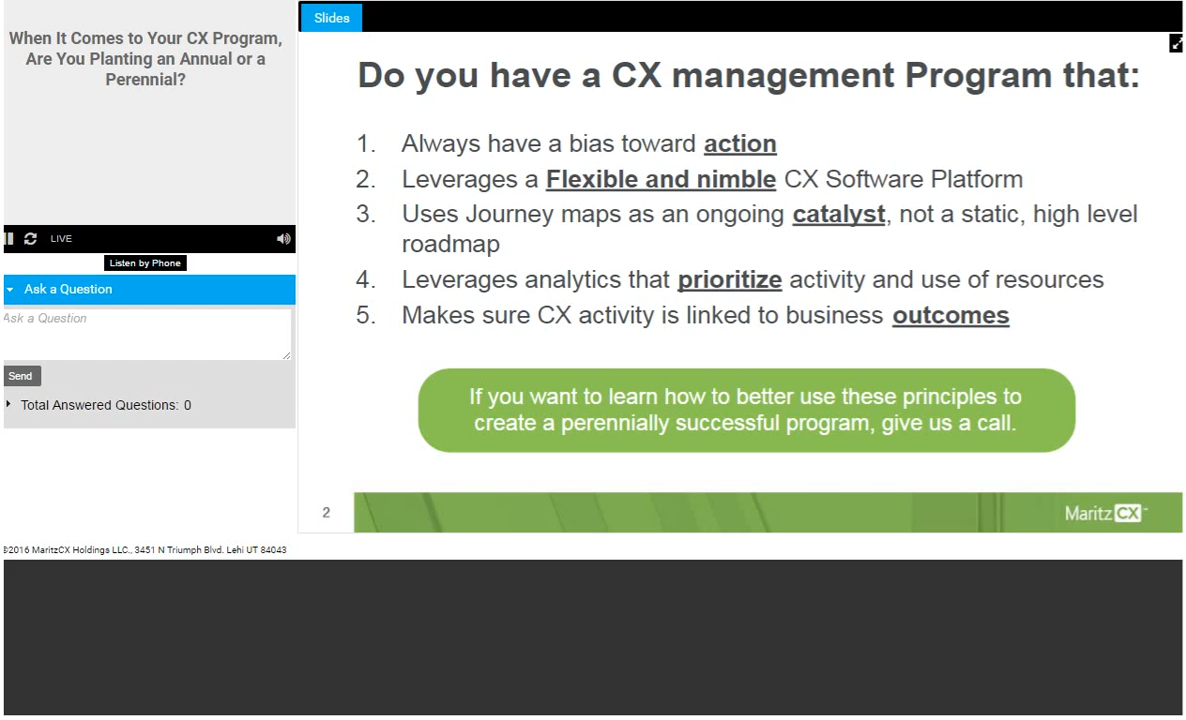 When It Comes to Your CX Program,
Are You Planting an Annual or a
Perennial?
LIVE
Listen by Phone
Ask a Question
Ask a Question
Send
Total Answered Questions: 0
Slides
Do you have a CX management Program that:
1. Always have a bias toward action
2. Leverages a Flexible and nimble CX Software Platform
3. Uses Journey maps as an ongoing catalyst, not a static, high level
roadmap
4. Leverages analytics that prioritize activity and use of resources
5. Makes sure CX activity is linked to business outcomes
If you want to learn how to better use these principles to
create a perennially successful program, give us a call.
2
MaritzCX
©2016 MaritzCX Holdings LLC., 3451 N Triumph Blvd. Lehi UT 84043